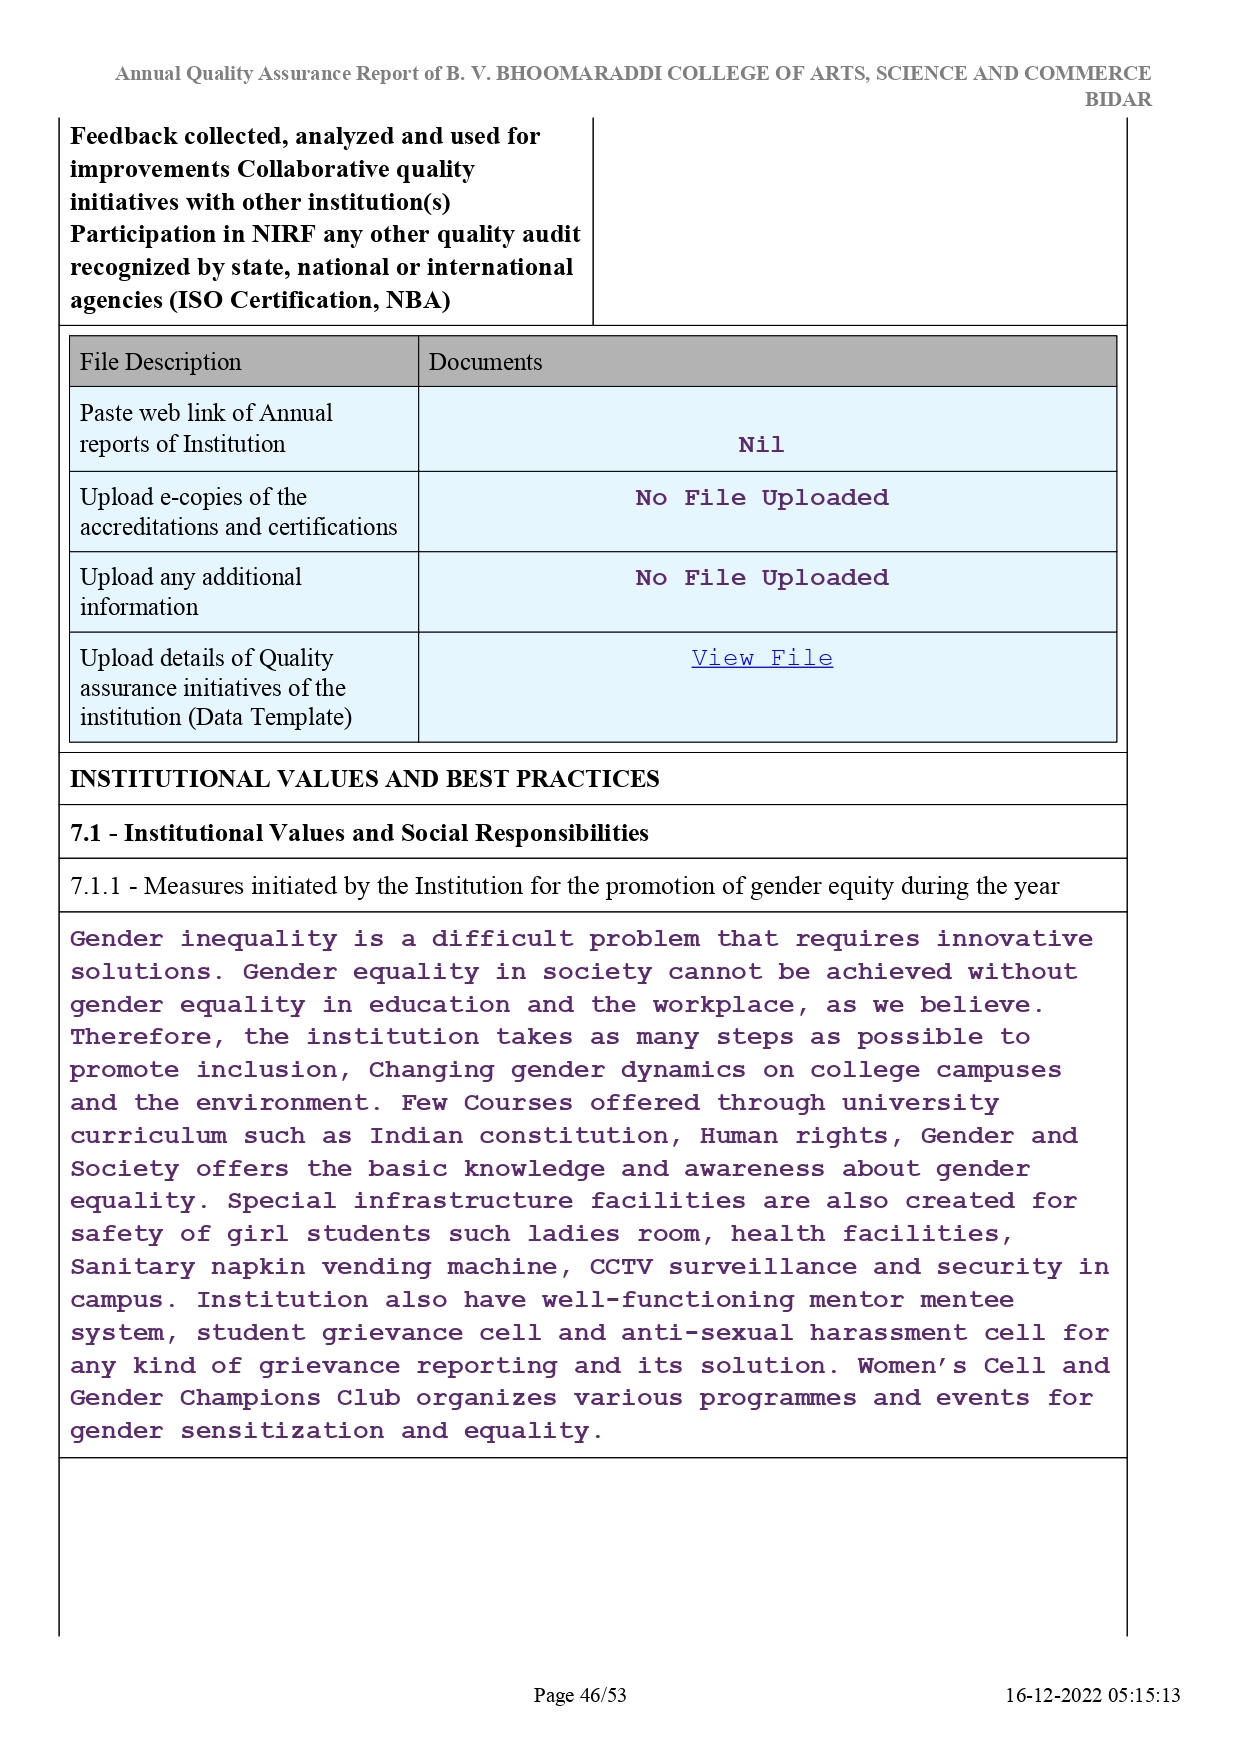 Annual Quality Assurance Report of B. V. BHOOMARADDI COLLEGE OF ARTS, SCIENCE AND COMMERCE
BIDAR
Feedback collected, analyzed and used for
improvements Collaborative quality
initiatives with other institution(s)
Participation in NIRF any other quality audit
recognized by state, national or international
agencies (ISO Certification, NBA)
File Description
Documents
Paste web link of Annual
reports of Institution
Nil
Upload e-copies of the
accreditations and certifications
No File Uploaded
Upload any additional
information
No File Uploaded
Upload details of Quality
assurance initiatives of the
institution (Data Template)
View File
INSTITUTIONAL VALUES AND BEST PRACTICES
7.1 - Institutional Values and Social Responsibilities
7.1.1 - Measures initiated by the Institution for the promotion of gender equity during the year
Gender inequality is a difficult problem that requires innovative
solutions. Gender equality in society cannot be achieved without
gender equality in education and the workplace, as we believe.
Therefore, the institution takes as many steps as possible to
promote inclusion, Changing gender dynamics on college campuses
and the environment. Few Courses offered through university
curriculum such as Indian constitution, Human rights, Gender and
Society offers the basic knowledge and awareness about gender
equality. Special infrastructure facilities are also created for
safety of girl students such ladies room, health facilities,
Sanitary napkin vending machine, CCTV surveillance and security in
campus. Institution also have well-functioning mentor mentee
system, student grievance cell and anti-sexual harassment cell for
any kind of grievance reporting and its solution. Women’s Cell and
Gender Champions Club organizes various programmes and events for
gender sensitization and equality.
Page 46/53
16-12-2022 05:15:13